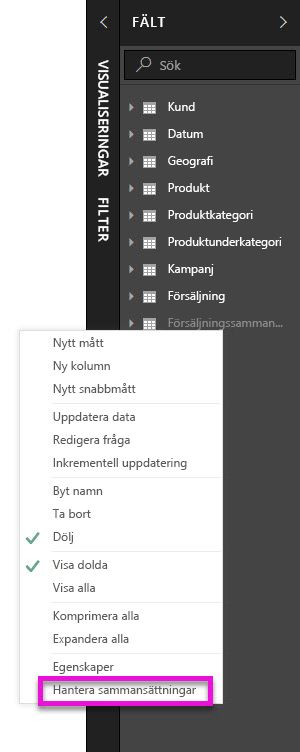 FÄLT
VISUALISERINGAR
FILTER
Sök
Kund
Datum
Geografi
Produkt
Produktkategori
Produktunderkategori
Kampanj
Försäljning
Försäljningssamman...
Nytt mått
Ny kolumn
Nytt snabbmått
Uppdatera data
Redigera fråga
Inkrementell uppdatering
Byt namn
Ta bort
Dölj
Visa dolda
Visa alla
Komprimera alla
Expandera alla
Egenskaper
Hantera sammansättningar